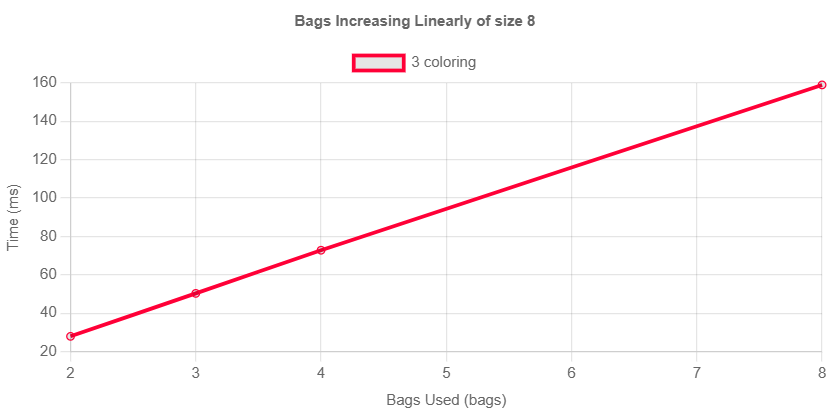 Bags Increasing Linearly of size 8
3 coloring
160
140
120
100
80
60
40
20
Time (ms)
2 3 4 5 6 7 8
Bags Used (bags)